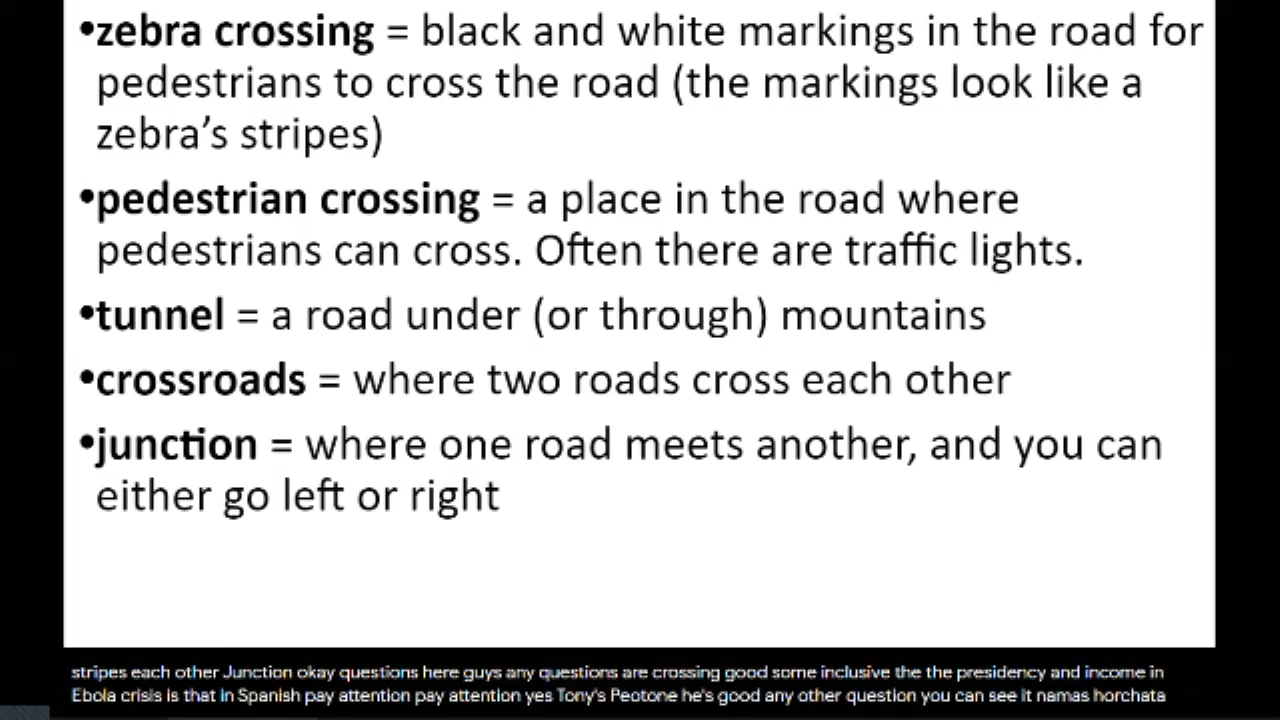 •zebra crossing = black and white markings in the road for
pedestrians to cross the road (the markings look like a
zebra’s stripes)
•pedestrian crossing = a place in the road where
pedestrians can cross. Often there are traffic lights.
•tunnel = a road under (or through) mountains
•crossroads = where two roads cross each other
•junction = where one road meets another, and you can
either go left or right
stripes each other Junction okay questions here guys any questions are crossing good some inclusive the the presidency and income in
Ebola crisis is that in Spanish pay attention pay attention yes Tony's Peotone he's good any other question you can see it namas horchata